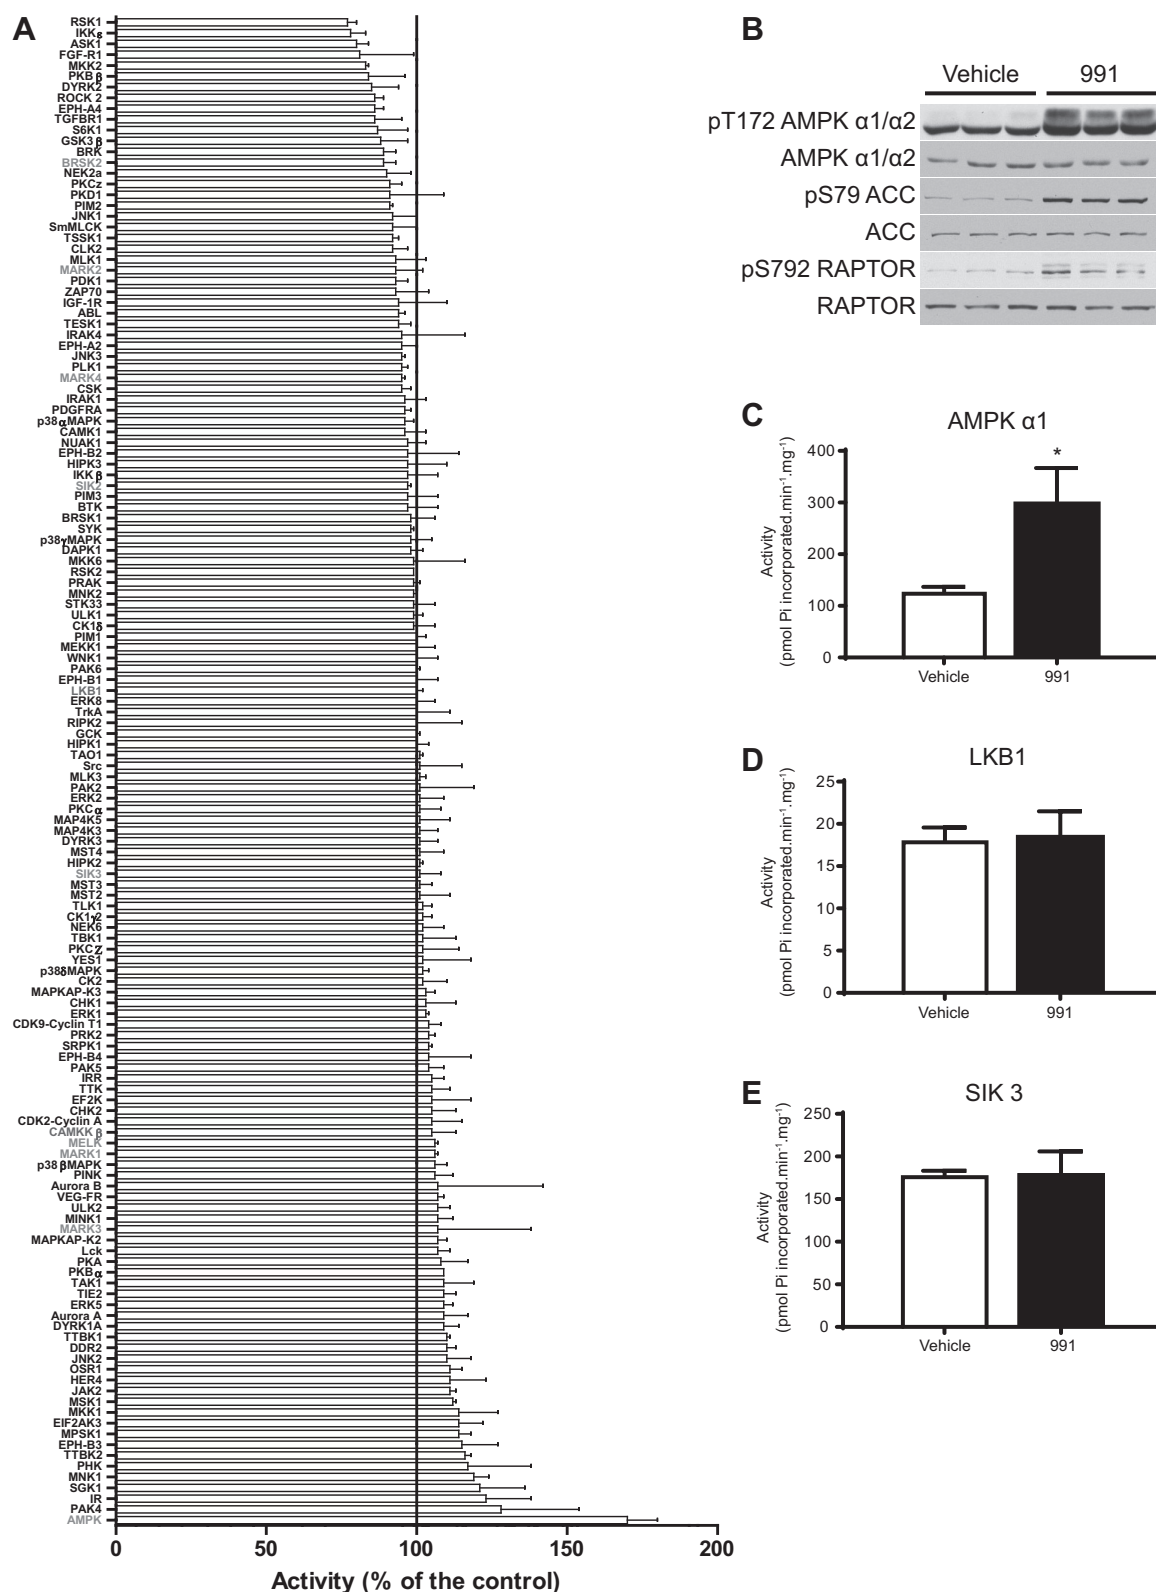 A
RSK1
IKKε
ASK1
FGF-R1
MKK2
PKBβ
DYRK2
ROCK 2
EPH-A4
TGFBR1
S6K1
GSK3β
BRK
BRSK2
NEK2a
PKCz
PKD1
PIM2
JNK1
SmMLCK
TSSK1
CLK2
MLK1
MARK2
PDK1
ZAP70
IGF-1R
ABL
TESK1
IRAK4
EPH-A2
JNK3
PLK1
MARK4
CSK
IRAK1
PDGFRA
p38αMAPK
CAMK1
NUAK1
EPH-B2
HIPK3
IKKβ
SIK2
PIM3
BTK
BRSK1
SYK
p38γMAPK
DAPK1
MKK6
RSK2
PRAK
MNK2
STK33
ULK1
CK1δ
PIM1
MEKK1
WNK1
PAK6
EPH-B1
LKB1
ERK8
TrkA
RIPK2
GCK
HIPK1
TAO1
Src
MLK3
PAK2
ERK2
PKCα
MAP4K5
MAP4K3
DYRK3
MST4
HIPK2
SIK3
MST3
MST2
TLK1
CK1γ2
NEK6
TBK1
PKCZ
YES1
p38δMAPK
CK2
MAPKAP-K3
CHK1
ERK1
CDK9-Cyclin T1
PRK2
SRPK1
EPH-B4
PAK5
IRR
TTK
EF2K
CHK2
CDK2-Cyclin A
CAMKK β
MELK
MARK1
p38 βMAPK
PINK
Aurora B
VEG-FR
ULK2
MINK1
MARK3
MAPKAP-K2
Lck
PKA
PKBα
TAK1
TIE2
ERK5
Aurora A
DYRK1A
TTBK1
DDR2
JNK2
OSR1
HER4
JAK2
MSK1
MKK1
EIF2AK3
MPSK1
EPH-B3
TTBK2
PHK
MNK1
SGK1
IR
PAK4
AMPK
0 50 100 150 200
Activity (% of the control)
B
Vehicle 991
pT172 AMPK α1/α2
AMPK α1/α2
pS79 ACC
ACC
pS792 RAPTOR
RAPTOR
C
AMPK α1
Activity
(pmol Pi incorporated.min⁻¹.mg⁻¹)
400
300
200
100
0
*
Vehicle 991
D
LKB1
Activity
(pmol Pi incorporated.min⁻¹.mg⁻¹)
25
20
15
10
5
0
Vehicle 991
E
SIK 3
Activity
(pmol Pi incorporated.min⁻¹.mg⁻¹)
250
200
150
100
50
0
Vehicle 991